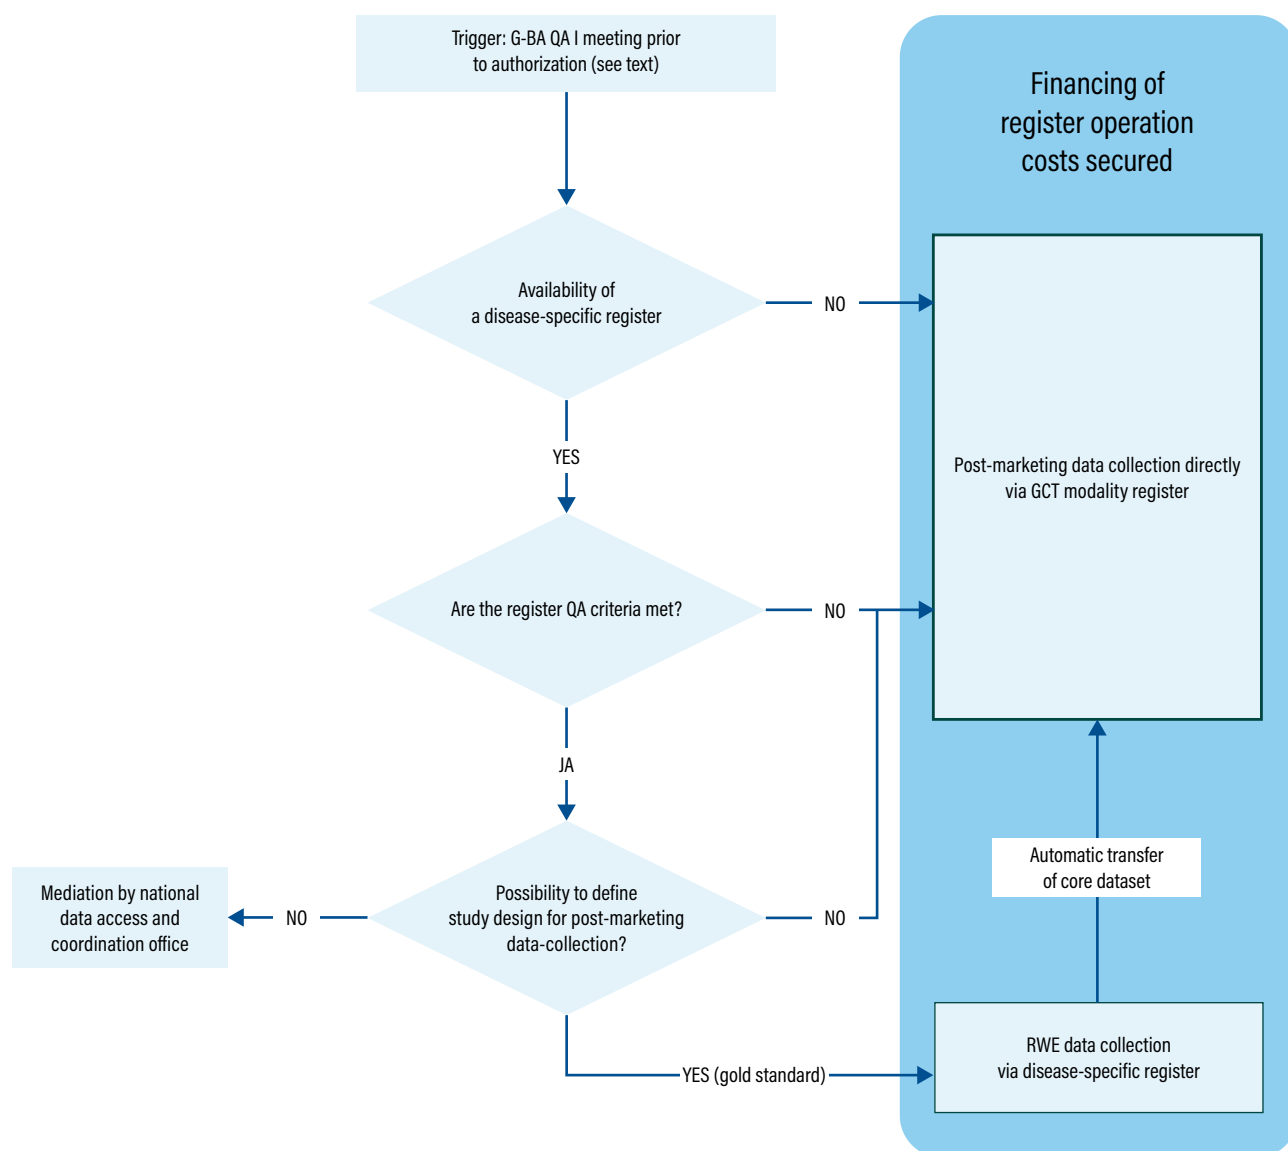 Trigger: G-BA QA I meeting prior
to authorization (see text)
Financing of
register operation
costs secured
Availability of
a disease-specific register
NO
YES
Post-marketing data collection directly
via GCT modality register
Are the register QA criteria met?
NO
JA
Automatic transfer
of core dataset
Mediation by national
data access and
coordination office
NO
Possibility to define
study design for post-marketing
data-collection?
NO
YES (gold standard)
RWE data collection
via disease-specific register